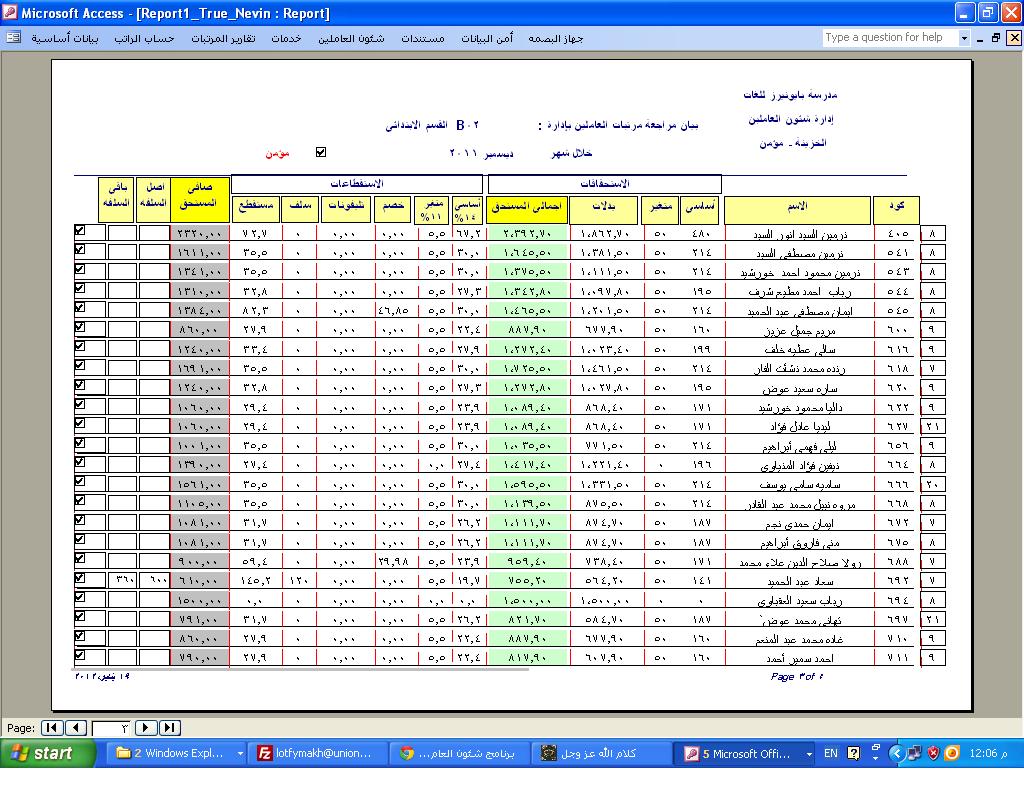 Microsoft Access - [Report1_True_Nevin : Report]
بيانات أساسية حساب الراتب تقارير المرتبات خدمات شئون العاملين مستندات أمن البيانات جهاز البصمه Type a question for help
مدرسة بايونيرز للغات
إدارة شئون العاملين
الخزينة - مؤمن
بيان مراجعة مرتبات العاملين بإدارة : B ٠٢ القسم الابتدائى
خلال شهر ديسمبر ٢٠١١ مؤمن
الاستحقاقات الاستقطاعات
كود الاسم أساسى متغير بدلات اجمالى المستحق أساسى ١٤% متغير ١١% خصم تليفونات سلف مستقطع صافى المستحق اصل السلفه باقى السلفه
٨ ٤٠٥ نرمين السيد انور السيد ٤٨٠ ٥٠ ١،٨٦٢,٧٠ ٢،٣٩٢,٧٠ ٦٧,٢ ٥,٥ ٠,٠٠ ٠,٠٠ ٠ ٧٢,٧ ٢٣٢٠,٠٠
٨ ٥٤١ نرمين مصطفى السيد ٢١٤ ٥٠ ١،٣٨١,٥٠ ١،٦٤٥,٥٠ ٣٠,٠ ٥,٥ ٠,٠٠ ٠,٠٠ ٠ ٣٥,٥ ١٦١١,٠٠
٨ ٥٤٣ نرمين محمود احمد خورشيد ٢١٤ ٥٠ ١،١١١,٥٠ ١،٣٧٥,٥٠ ٣٠,٠ ٥,٥ ٠,٠٠ ٠,٠٠ ٠ ٣٥,٥ ١٣٤١,٠٠
٨ ٥٤٤ رباب احمد مطيع شرف ١٩٥ ٥٠ ١،٠٩٧,٨٠ ١،٣٤٢,٨٠ ٢٧,٣ ٥,٥ ٠,٠٠ ٠,٠٠ ٠ ٣٢,٨ ١٣١٠,٠٠
٨ ٥٤٥ ايمان مصطفى عبد الحميد ٢١٤ ٥٠ ١،٢٠١,٥٠ ١،٤٦٥,٥٠ ٣٠,٠ ٥,٥ ٤٦,٨٥ ٠,٠٠ ٠ ٨٢,٣ ١٣٨٤,٠٠
٩ ٦٠٠ مريم جميل عزيز ١٦٠ ٥٠ ٦٧٧,٩٠ ٨٨٧,٩٠ ٢٢,٤ ٥,٥ ٠,٠٠ ٠,٠٠ ٠ ٢٧,٩ ٨٦٠,٠٠
٩ ٦١٦ سالى عطيه خلف ١٩٩ ٥٠ ١،٠٢٣,٤٠ ١،٢٧٢,٤٠ ٢٧,٩ ٥,٥ ٠,٠٠ ٠,٠٠ ٠ ٣٣,٤ ١٢٤٠,٠٠
٧ ٦١٨ رنده محمد نشأت الفار ٢١٤ ٥٠ ١،٤٦١,٥٠ ١،٧٢٥,٥٠ ٣٠,٠ ٥,٥ ٠,٠٠ ٠,٠٠ ٠ ٣٥,٥ ١٦٩١,٠٠
٩ ٦٢٠ ساره سعيد عوض ١٩٥ ٥٠ ١،٠٢٧,٨٠ ١،٢٧٢,٨٠ ٢٧,٣ ٥,٥ ٠,٠٠ ٠,٠٠ ٠ ٣٢,٨ ١٢٤٠,٠٠
٩ ٦٢٢ داليا محمود خورشيد ١٧١ ٥٠ ٨٦٨,٤٠ ١،٠٨٩,٤٠ ٢٣,٩ ٥,٥ ٠,٠٠ ٠,٠٠ ٠ ٢٩,٤ ١٠٦٠,٠٠
٢١ ٦٢٧ ليديا عادل فؤاد ١٧١ ٥٠ ٨٦٨,٤٠ ١،٠٨٩,٤٠ ٢٣,٩ ٥,٥ ٠,٠٠ ٠,٠٠ ٠ ٢٩,٤ ١٠٦٠,٠٠
٩ ٦٥٦ ليلى فهمى أبراهيم ٢١٤ ٥٠ ٧٧١,٥٠ ١،٠٣٥,٥٠ ٣٠,٠ ٥,٥ ٠,٠٠ ٠,٠٠ ٠ ٣٥,٥ ١٠٠١,٠٠
٨ ٦٦٤ نيفين فؤاد المنياوى ١٩٦ ٠ ١،٢٢١,٤٠ ١،٤١٧,٤٠ ٢٧,٤ ٠,٠ ٠,٠٠ ٠,٠٠ ٠ ٢٧,٤ ١٣٩٠,٠٠
٢٠ ٦٦٦ ساميه سامى يوسف ٢١٤ ٥٠ ١،٣٣١,٥٠ ١،٥٩٥,٥٠ ٣٠,٠ ٥,٥ ٠,٠٠ ٠,٠٠ ٠ ٣٥,٥ ١٥٦١,٠٠
٨ ٦٦٨ مروه نبيل محمد عبد القادر ٢١٤ ٥٠ ٨٧٥,٥٠ ١،١٣٩,٥٠ ٣٠,٠ ٥,٥ ٠,٠٠ ٠,٠٠ ٠ ٣٥,٥ ١١٠٥,٠٠
٧ ٦٧٢ ايمان حمدى نجم ١٨٧ ٥٠ ٨٧٤,٧٠ ١،١١١,٧٠ ٢٦,٢ ٥,٥ ٠,٠٠ ٠,٠٠ ٠ ٣١,٧ ١٠٨١,٠٠
٨ ٦٧٥ منى فاروق أبراهيم ١٨٧ ٥٠ ٨٧٤,٧٠ ١،١١١,٧٠ ٢٦,٢ ٥,٥ ٠,٠٠ ٠,٠٠ ٠ ٣١,٧ ١٠٨١,٠٠
٧ ٦٨٨ رولا صلاح الدين علاء محمد ١٧١ ٥٠ ٧٣٨,٤٠ ٩٥٩,٤٠ ٢٣,٩ ٥,٥ ٢٩,٩٨ ٠,٠٠ ٠ ٥٩,٤ ٩٠٠,٠٠
٧ ٦٩٢ سعاد عبد الحميد ١٤١ ٥٠ ٥٦٤,٢٠ ٧٥٥,٢٠ ١٩,٧ ٥,٥ ٠,٠٠ ٠,٠٠ ١٢٠ ١٤٥,٢ ٦١٠,٠٠ ٦٠٠ ٣٦٠
٨ ٦٩٤ رباب سعيد العقباوى ٠ ٠ ١،٥٠٠,٠٠ ١،٥٠٠,٠٠ ٠,٠ ٠,٠ ٠,٠٠ ٠,٠٠ ٠ ٠,٠ ١٥٠٠,٠٠
٢١ ٦٩٧ تهانى محمد عوض ١٨٧ ٥٠ ٥٨٤,٧٠ ٨٢١,٧٠ ٢٦,٢ ٥,٥ ٠,٠٠ ٠,٠٠ ٠ ٣١,٧ ٧٩١,٠٠
٩ ٧١٠ غاده محمد عبد المنعم ١٦٠ ٥٠ ٦٧٧,٩٠ ٨٨٧,٩٠ ٢٢,٤ ٥,٥ ٠,٠٠ ٠,٠٠ ٠ ٢٧,٩ ٨٦٠,٠٠
٩ ٧١١ احمد سمير أحمد ١٦٠ ٥٠ ٦٠٧,٩٠ ٨١٧,٩٠ ٢٢,٤ ٥,٥ ٠,٠٠ ٠,٠٠ ٠ ٢٧,٩ ٧٩٠,٠٠
Page ٣ of ٤ ١٩ يناير، ٢٠١٢
Page: ٣
start 2 Windows Expl... lotfymakh@union... برنامج شئون العام... كلام الله عز وجل 5 Microsoft Offi... EN 12:06 م